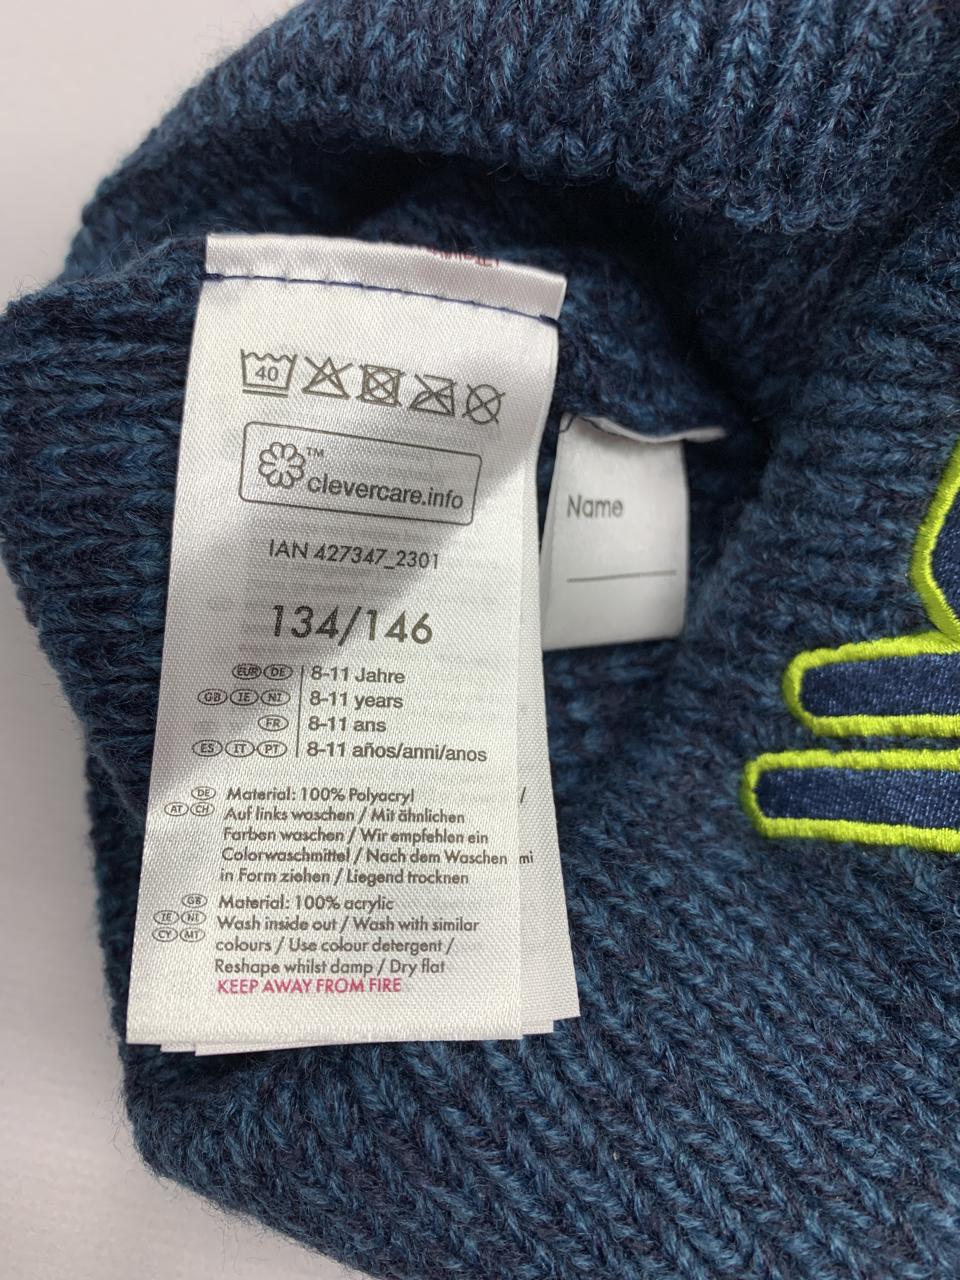 40
TM
clevercare.info
IAN 427347_2301
134/146
EUR DE 8-11 Jahre
GB IE NI 8-11 years
FR 8-11 ans
ES IT PT 8-11 años/anni/anos
DE Material: 100% Polyacryl
AT CH Auf links waschen / Mit ähnlichen
Farben waschen / Wir empfehlen ein
Colorwaschmittel / Nach dem Waschen
in Form ziehen / Liegend trocknen
GB Material: 100% acrylic
IE NI Wash inside out / Wash with similar
CY MT colours / Use colour detergent /
Reshape whilst damp / Dry flat
KEEP AWAY FROM FIRE
/
mi
Name